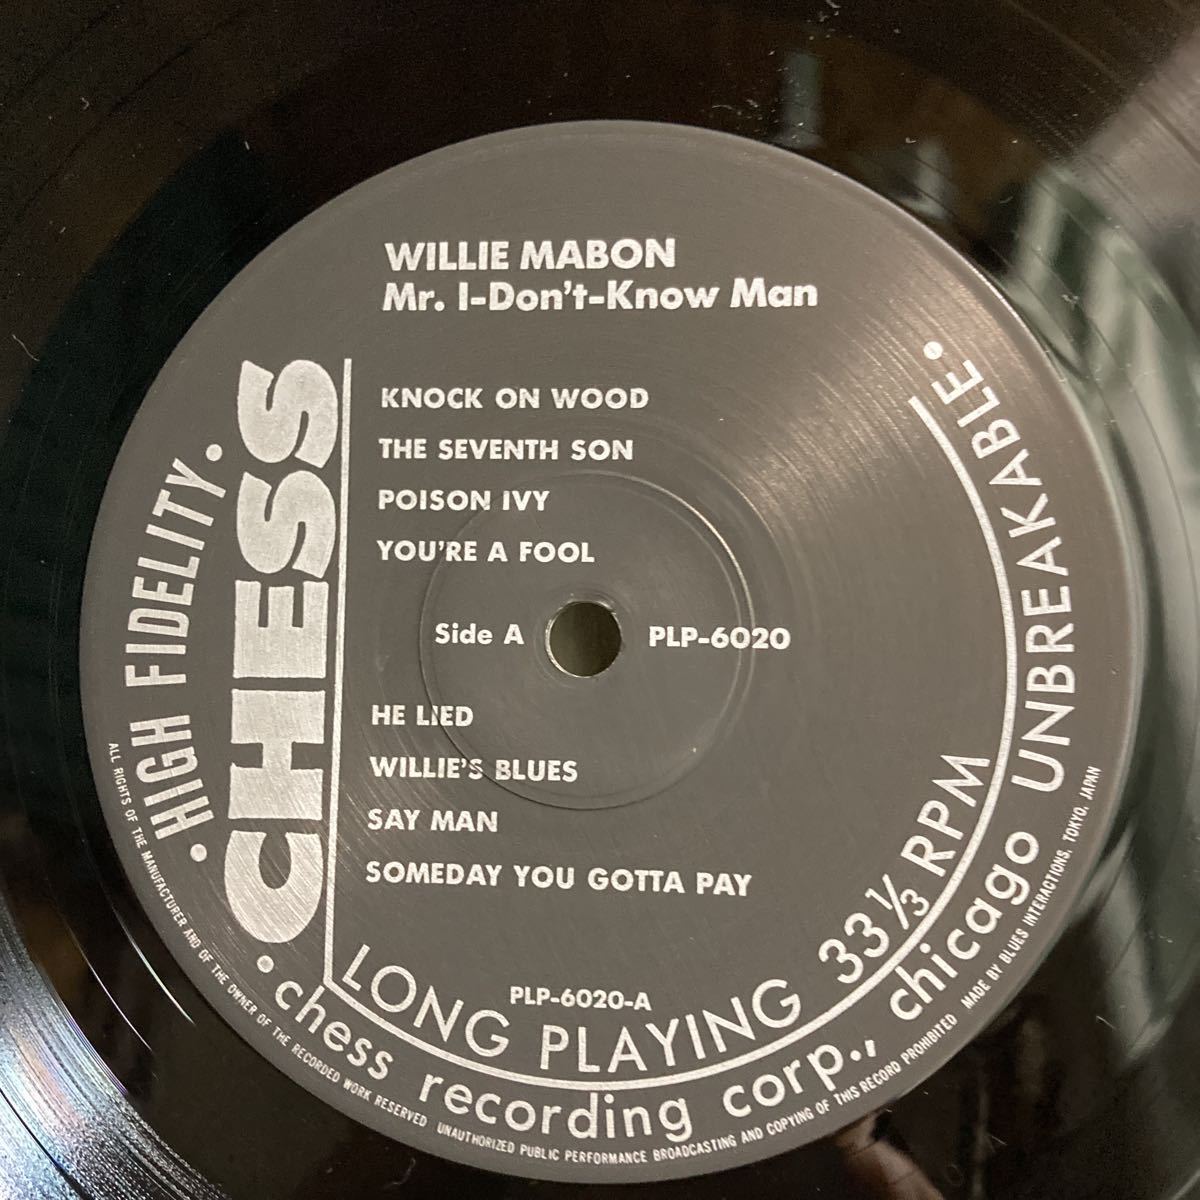 WILLIE MABON
Mr. I-Don't-Know Man
KNOCK ON WOOD
THE SEVENTH SON
POISON IVY
YOU'RE A FOOL
Side A PLP-6020
HE LIED
WILLIE'S BLUES
SAY MAN
SOMEDAY YOU GOTTA PAY
PLP-6020-A
CHESS
• HIGH FIDELITY •
LONG PLAYING 33 1/3 RPM
• chess recording corp., chicago UNBREAKABLE •
ALL RIGHTS OF THE MANUFACTURER AND OF THE OWNER OF THE RECORDED WORK RESERVED UNAUTHORIZED PUBLIC PERFORMANCE BROADCASTING AND COPYING OF THIS RECORD PROHIBITED MADE BY BLUES INTERACTIONS, TOKYO, JAPAN